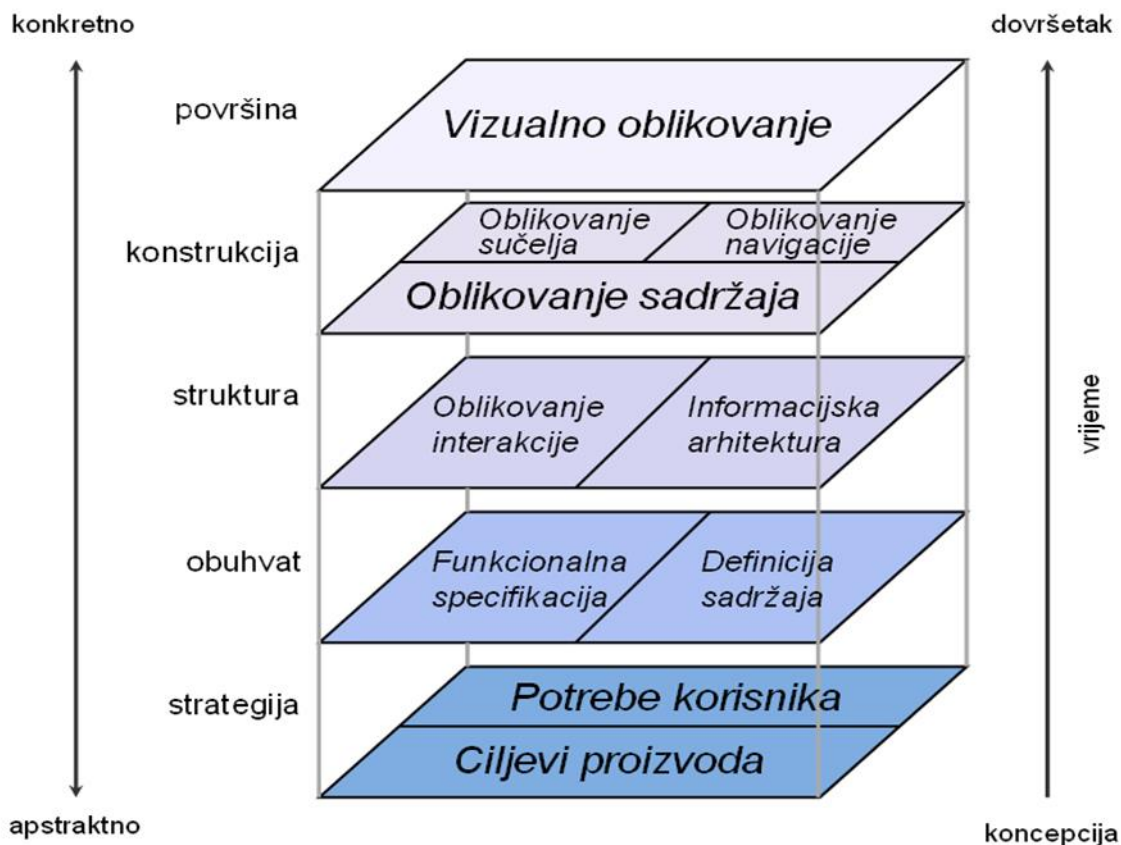 konkretno
dovršetak
površina
Vizualno oblikovanje
konstrukcija
Oblikovanje
sučelja
Oblikovanje
navigacije
Oblikovanje sadržaja
struktura
Oblikovanje
interakcije
Informacijska
arhitektura
vrijeme
obuhvat
Funkcionalna
specifikacija
Definicija
sadržaja
strategija
Potrebe korisnika
Ciljevi proizvoda
apstraktno
koncepcija